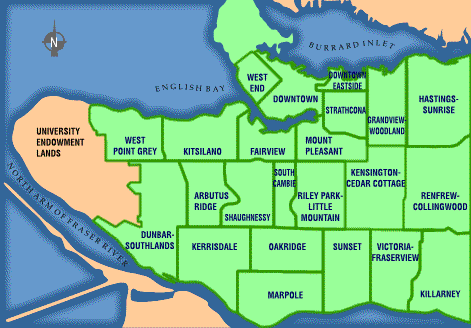 N
BURRARD INLET
ENGLISH BAY
WEST
END
DOWNTOWN
DOWNTOWN
EASTSIDE
STRATHCONA
GRANDVIEW-
WOODLAND
HASTINGS-
SUNRISE
UNIVERSITY
ENDOWMENT
LANDS
WEST
POINT GREY
KITSILANO
FAIRVIEW
MOUNT
PLEASANT
NORTH ARM OF FRASER RIVER
ARBUTUS
RIDGE
SHAUGHNESSY
SOUTH
CAMBIE
RILEY PARK-
LITTLE
MOUNTAIN
KENSINGTON-
CEDAR COTTAGE
RENFREW-
COLLINGWOOD
DUNBAR-
SOUTHLANDS
KERRISDALE
OAKRIDGE
SUNSET
VICTORIA-
FRASERVIEW
MARPOLE
KILLARNEY